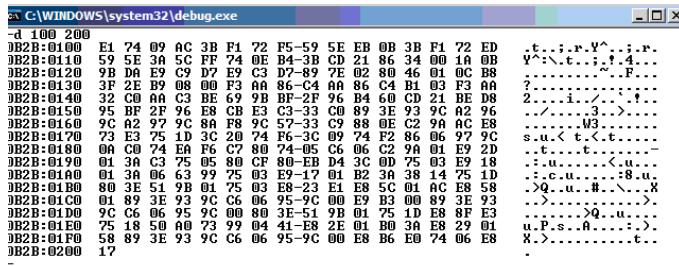 C:\WINDOWS\system32\debug.exe
-d 100 200
0B2B:0100 E1 74 09 AC 3B F1 72 F5-59 5E EB 0B 3B F1 72 ED .t..;.r.Y^..;.r.
0B2B:0110 59 5E 3A 5C FF 74 0E B4-3B CD 21 86 34 00 1A 0B Y^:\.t..;.!.4...
0B2B:0120 9B DA E9 C9 D7 E9 C3 D7-89 7E 02 80 46 01 0C B8 .........~..F...
0B2B:0130 3F 2E B9 08 00 F3 AA 86-C4 AA 86 C4 B1 03 F3 AA ?...............
0B2B:0140 32 C0 AA C3 BE 69 9B BF-2F 96 B4 60 CD 21 BE D8 2....i../..`.!..
0B2B:0150 95 BF 2F 96 E8 CB E3 C3-33 C0 89 3E 93 9C A2 96 ../.....3..>....
0B2B:0160 9C A2 97 9C 8A F8 9C 57-33 C9 88 0E C2 9A AC E8 .......W3.......
0B2B:0170 73 E3 75 1D 3C 20 74 F6-3C 09 74 F2 86 06 97 9C s.u.< t.<.t.....
0B2B:0180 0A C0 74 EA F6 C7 80 74-05 C6 06 C2 9A 01 E9 2D ..t....t.......-
0B2B:0190 01 3A C3 75 05 80 CF 80-EB D4 3C 0D 75 03 E9 18 .:.u......<.u...
0B2B:01A0 01 3A 06 63 99 75 03 E9-17 01 B2 3A 38 14 75 1D .:.c.u.....:8.u.
0B2B:01B0 80 3E 51 9B 01 75 03 E8-23 E1 E8 5C 01 AC E8 58 .>Q..u..#..\...X
0B2B:01C0 01 89 3E 93 9C C6 06 95-9C 00 E9 B3 00 89 3E 93 ..>...........>.
0B2B:01D0 9C C6 06 95 9C 00 80 3E-51 9B 01 75 1D E8 8F E3 .......>Q..u....
0B2B:01E0 75 18 50 A0 73 99 04 41-E8 2E 01 B0 3A E8 29 01 u.P.s..A....:.).
0B2B:01F0 58 89 3E 93 9C C6 06 95-9C 00 E8 B6 E0 74 06 E8 X.>..........t..
0B2B:0200 17 .